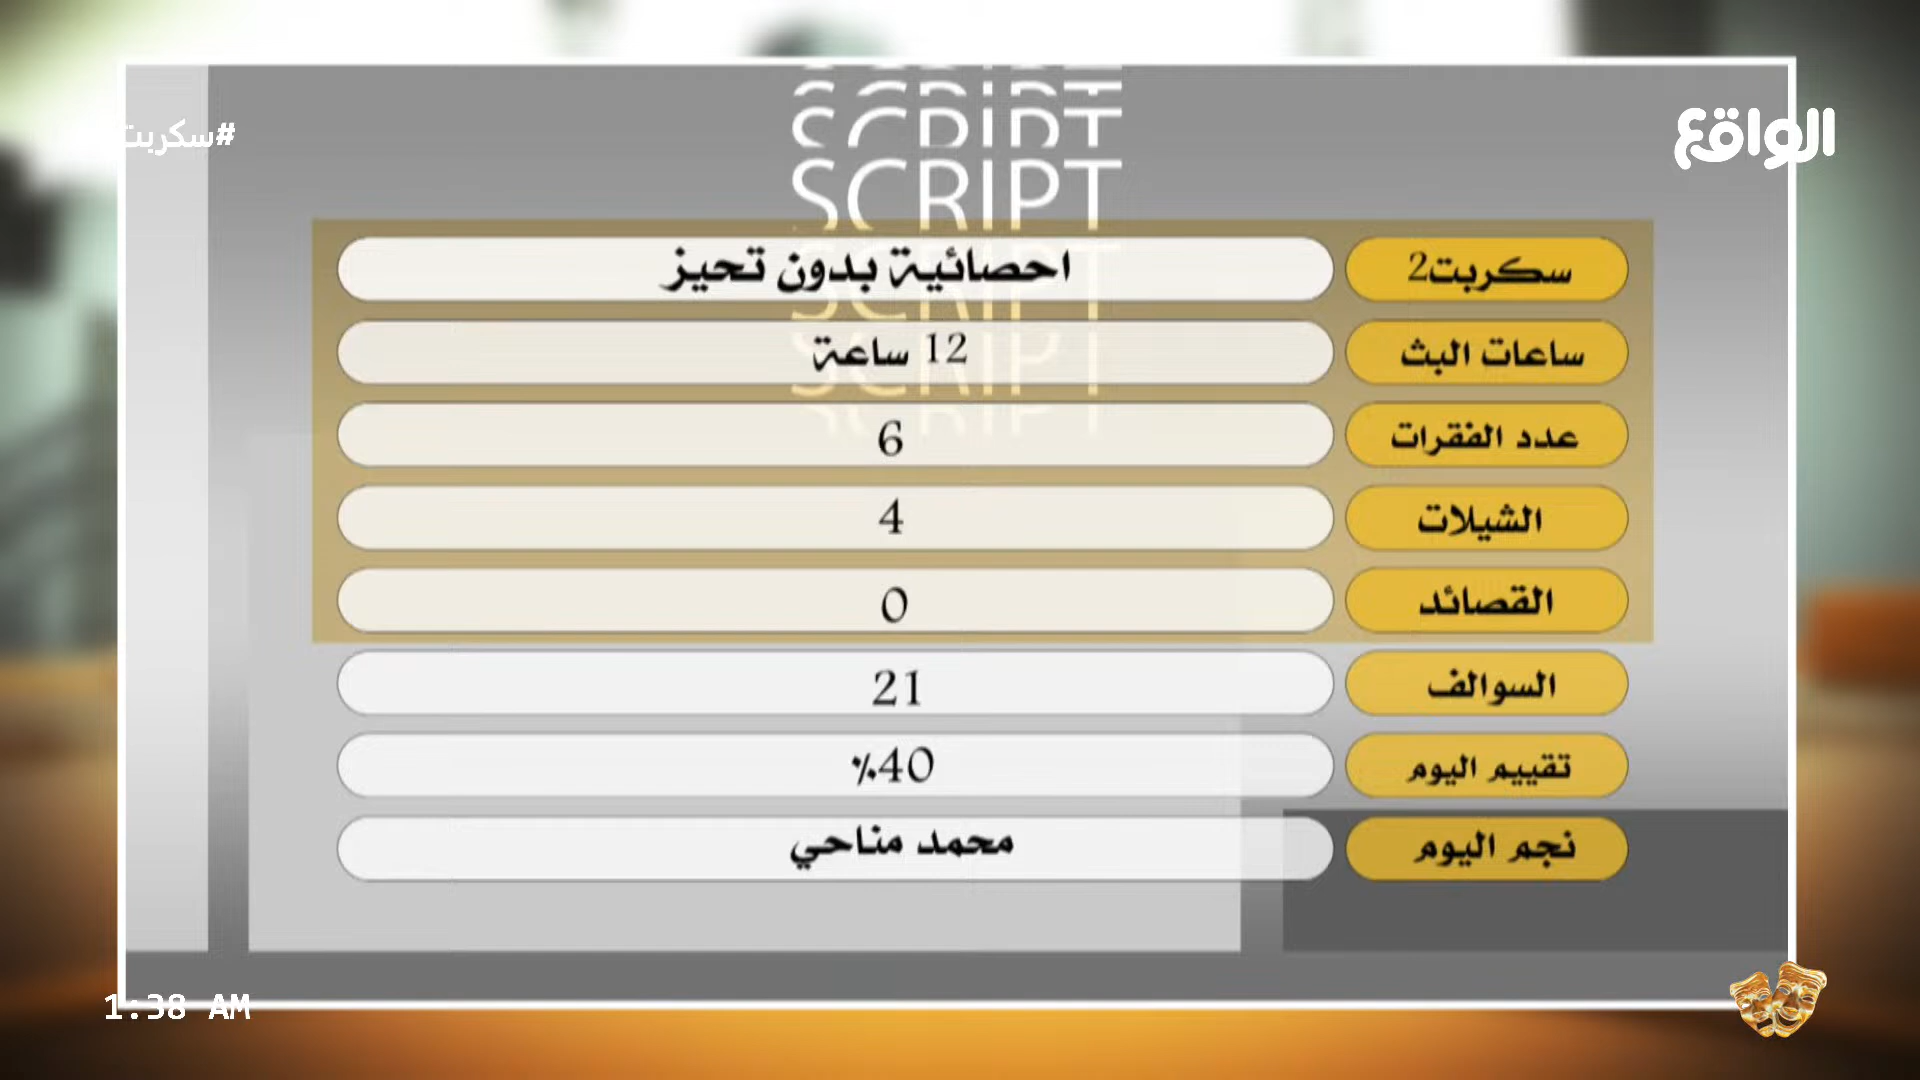 SCRIPT
#سكربت
الواقع
سكربت2 احصائية بدون تحيز
ساعات البث 12 ساعة
عدد الفقرات 6
الشيلات 4
القصائد 0
السوالف 21
تقييم اليوم 40%
نجم اليوم محمد مناحي
1:38 AM